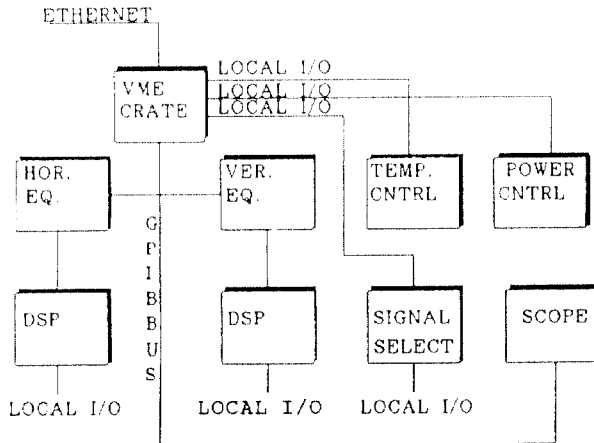 ETHERNET
VME
CRATE
LOCAL I/O
LOCAL I/O
LOCAL I/O
HOR.
EQ.
VER.
EQ.
TEMP.
CNTRL
POWER
CNTRL
GPIBBUS
DSP
DSP
SIGNAL
SELECT
SCOPE
LOCAL I/O
LOCAL I/O
LOCAL I/O